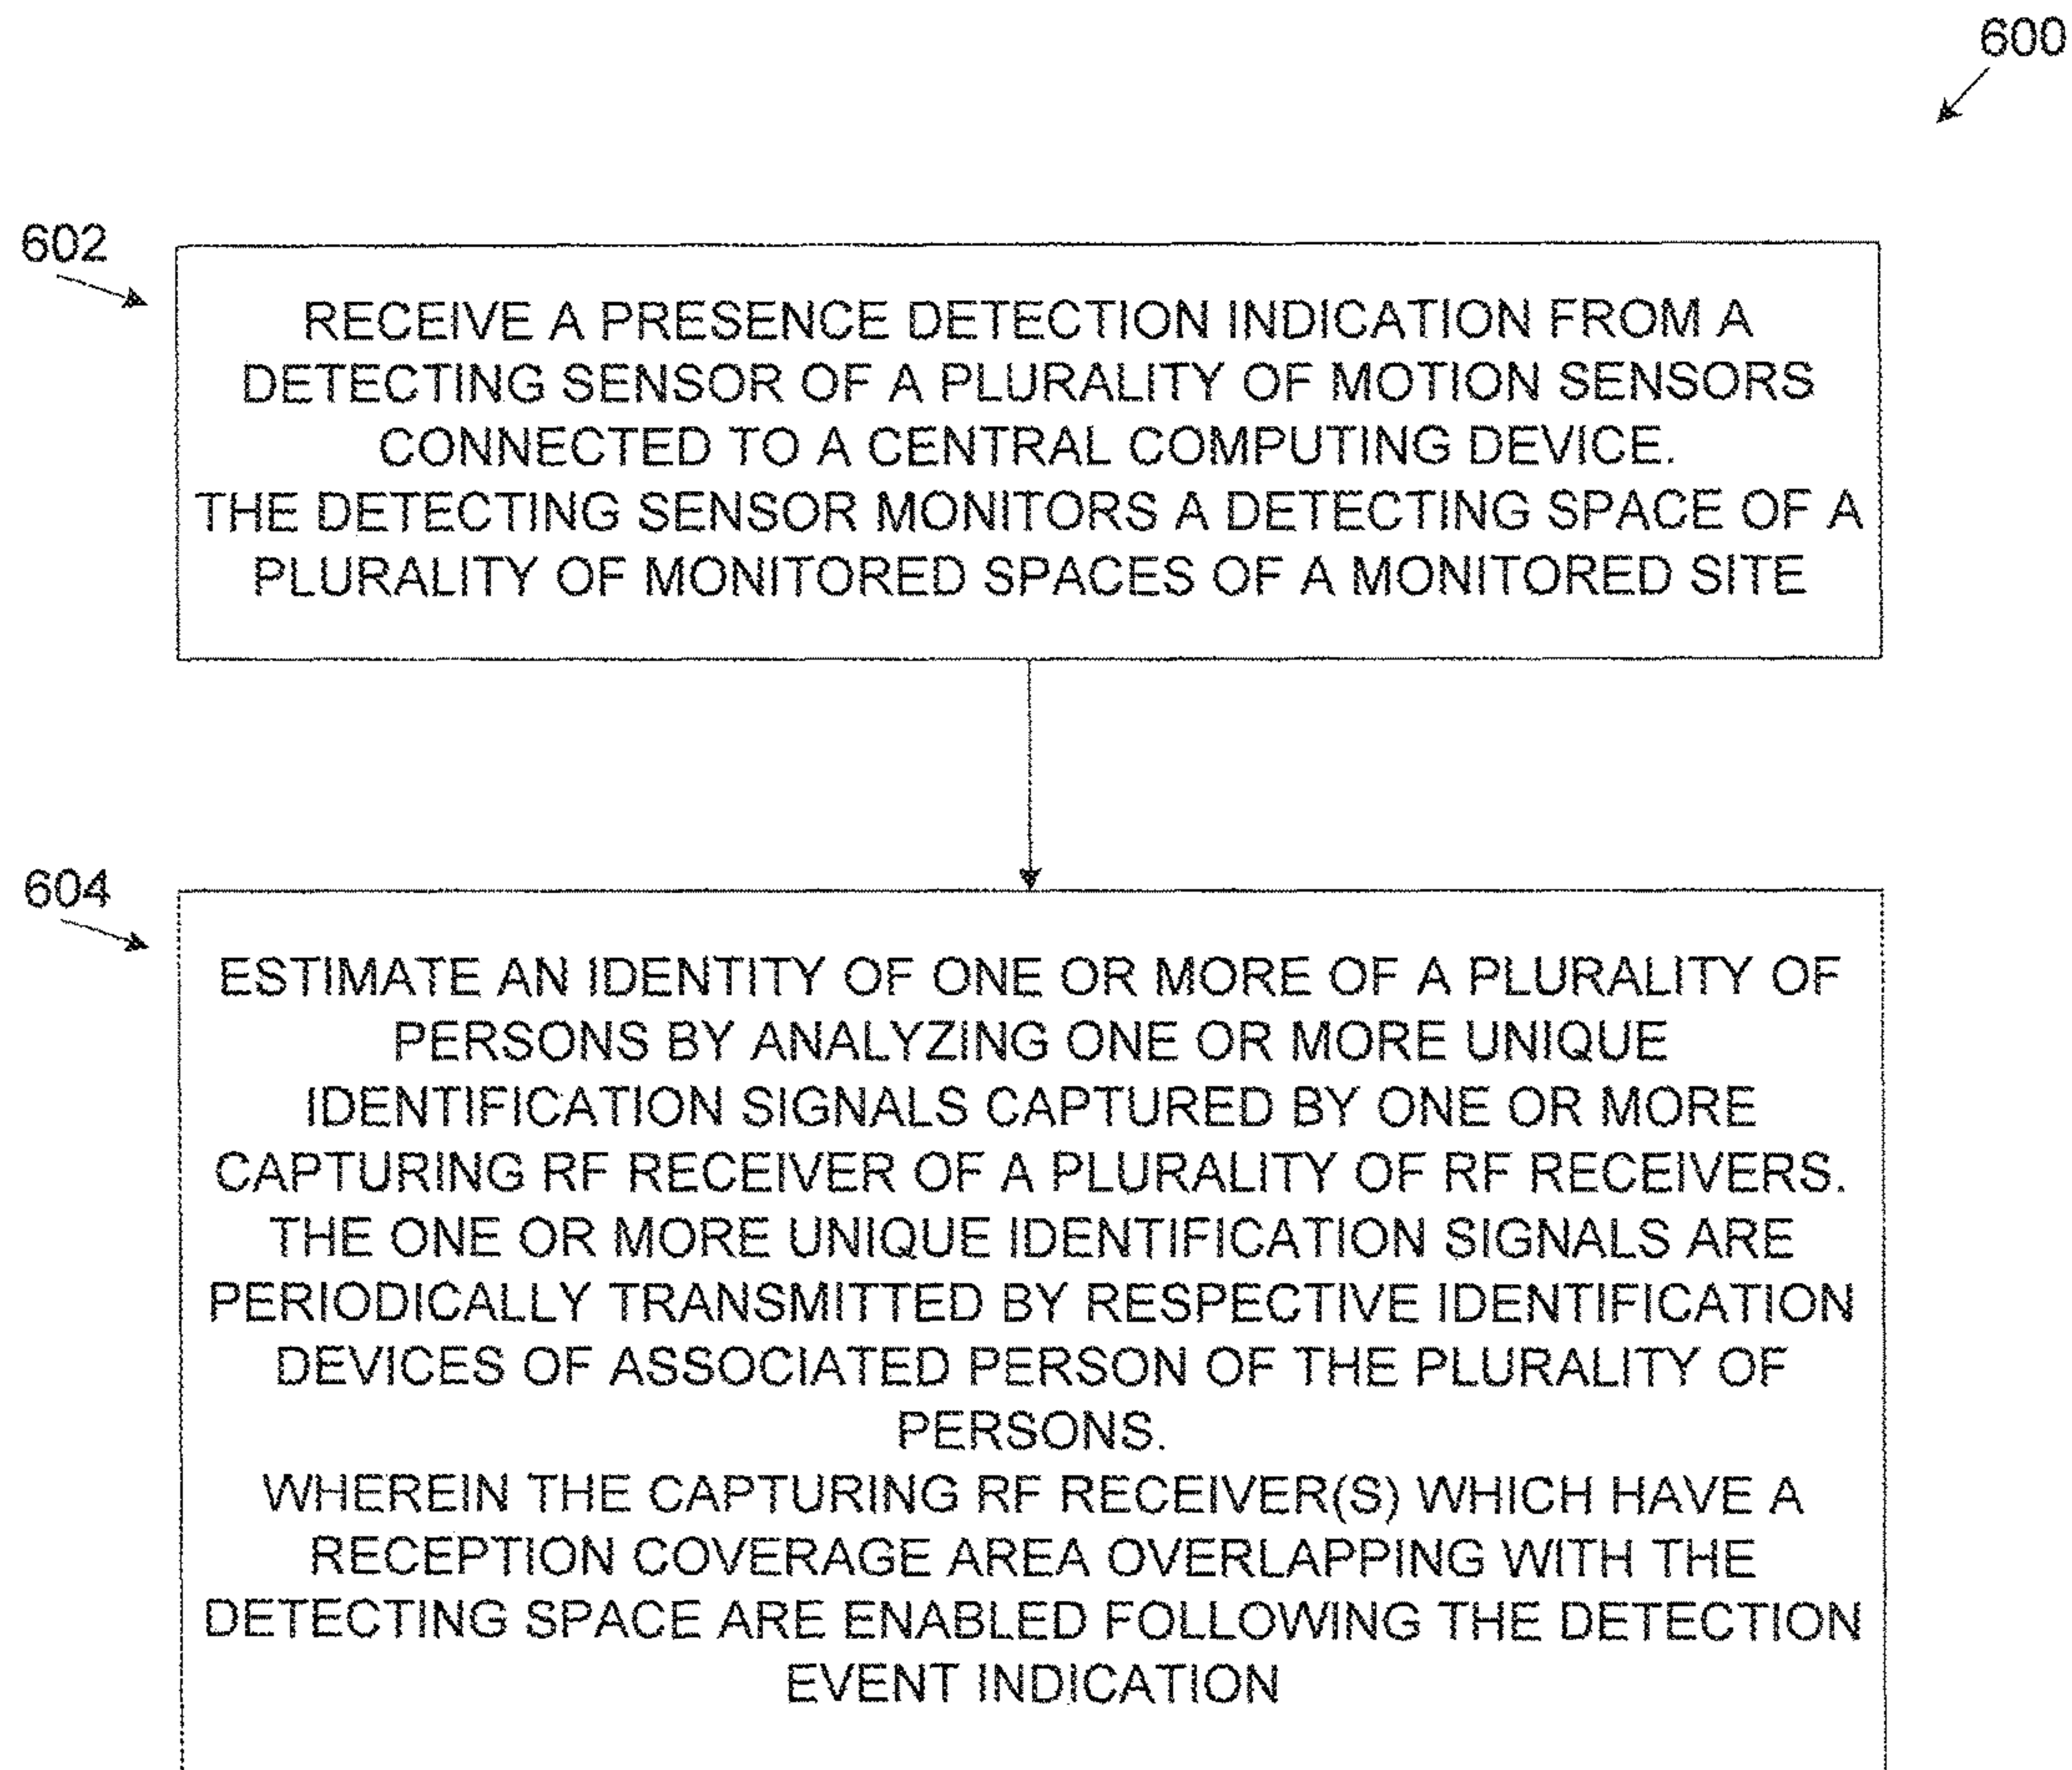 600
602
RECEIVE A PRESENCE DETECTION INDICATION FROM A
DETECTING SENSOR OF A PLURALITY OF MOTION SENSORS
CONNECTED TO A CENTRAL COMPUTING DEVICE.
THE DETECTING SENSOR MONITORS A DETECTING SPACE OF A
PLURALITY OF MONITORED SPACES OF A MONITORED SITE
604
ESTIMATE AN IDENTITY OF ONE OR MORE OF A PLURALITY OF
PERSONS BY ANALYZING ONE OR MORE UNIQUE
IDENTIFICATION SIGNALS CAPTURED BY ONE OR MORE
CAPTURING RF RECEIVER OF A PLURALITY OF RF RECEIVERS.
THE ONE OR MORE UNIQUE IDENTIFICATION SIGNALS ARE
PERIODICALLY TRANSMITTED BY RESPECTIVE IDENTIFICATION
DEVICES OF ASSOCIATED PERSON OF THE PLURALITY OF
PERSONS.
WHEREIN THE CAPTURING RF RECEIVER(S) WHICH HAVE A
RECEPTION COVERAGE AREA OVERLAPPING WITH THE
DETECTING SPACE ARE ENABLED FOLLOWING THE DETECTION
EVENT INDICATION